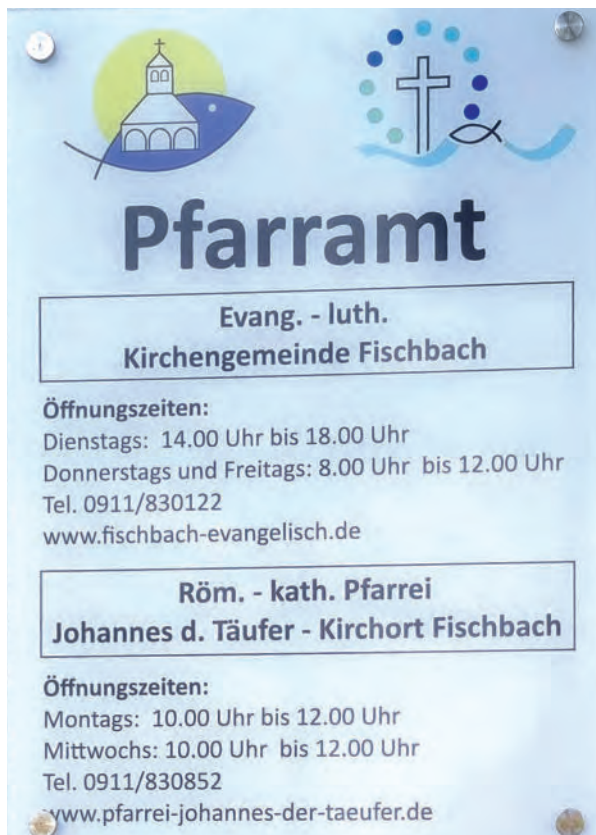 Pfarramt
Evang. - luth.
Kirchengemeinde Fischbach
Öffnungszeiten:
Dienstags: 14.00 Uhr bis 18.00 Uhr
Donnerstags und Freitags: 8.00 Uhr bis 12.00 Uhr
Tel. 0911/830122
www.fischbach-evangelisch.de
Röm. - kath. Pfarrei
Johannes d. Täufer - Kirchort Fischbach
Öffnungszeiten:
Montags: 10.00 Uhr bis 12.00 Uhr
Mittwochs: 10.00 Uhr bis 12.00 Uhr
Tel. 0911/830852
www.pfarrei-johannes-der-taeufer.de